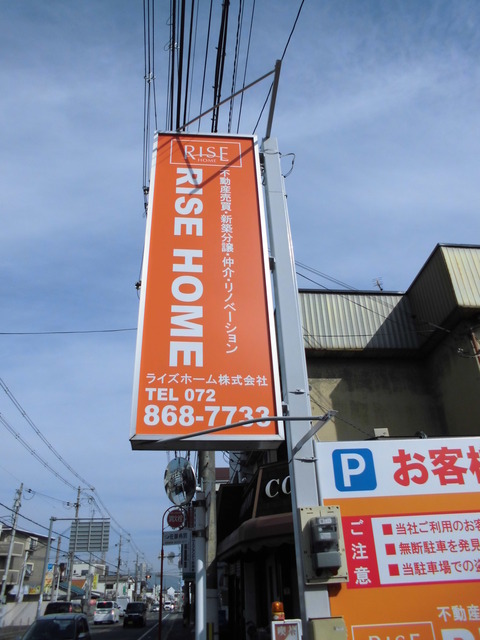 RISE
HOME
RISE HOME
不動産売買・新築分譲・仲介・リノベーション
ライズホーム株式会社
TEL 072
868-7733
CO
P お客様
ご注意
■当社ご利用のお客
■無断駐車を発見
■当駐車場での盗
不動産